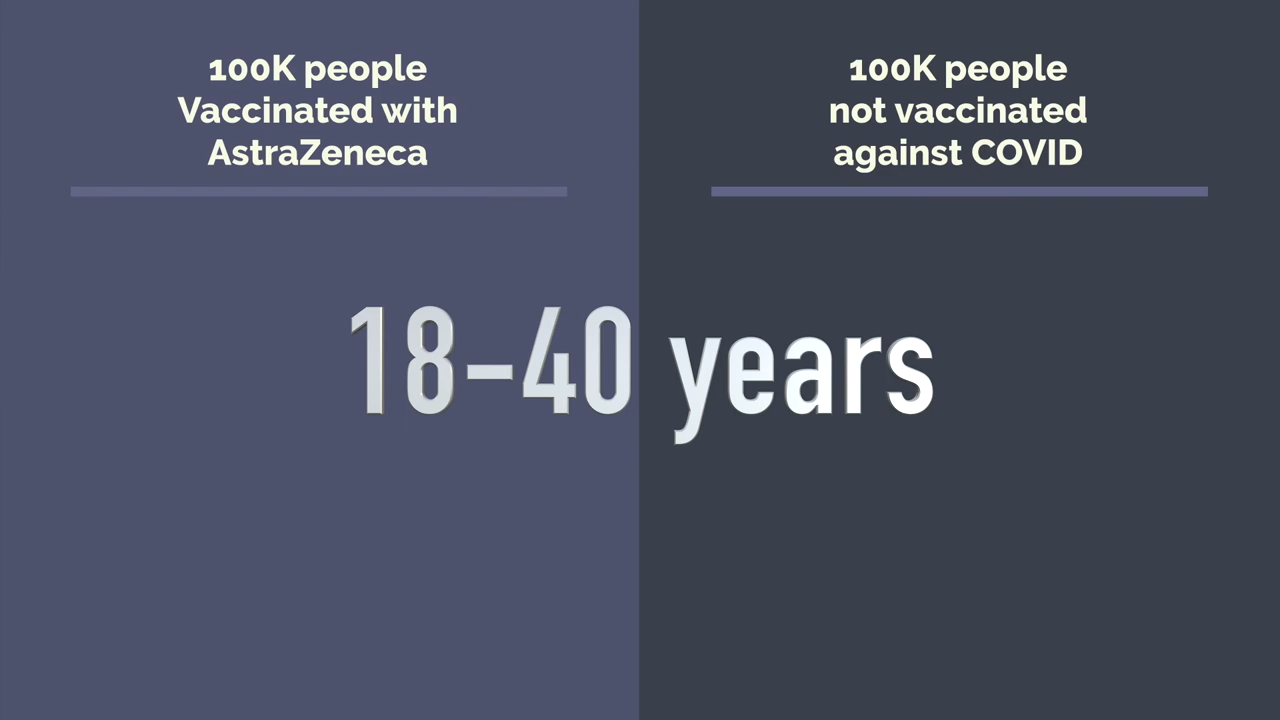 100K people
Vaccinated with
AstraZeneca
100K people
not vaccinated
against COVID
18–40 years